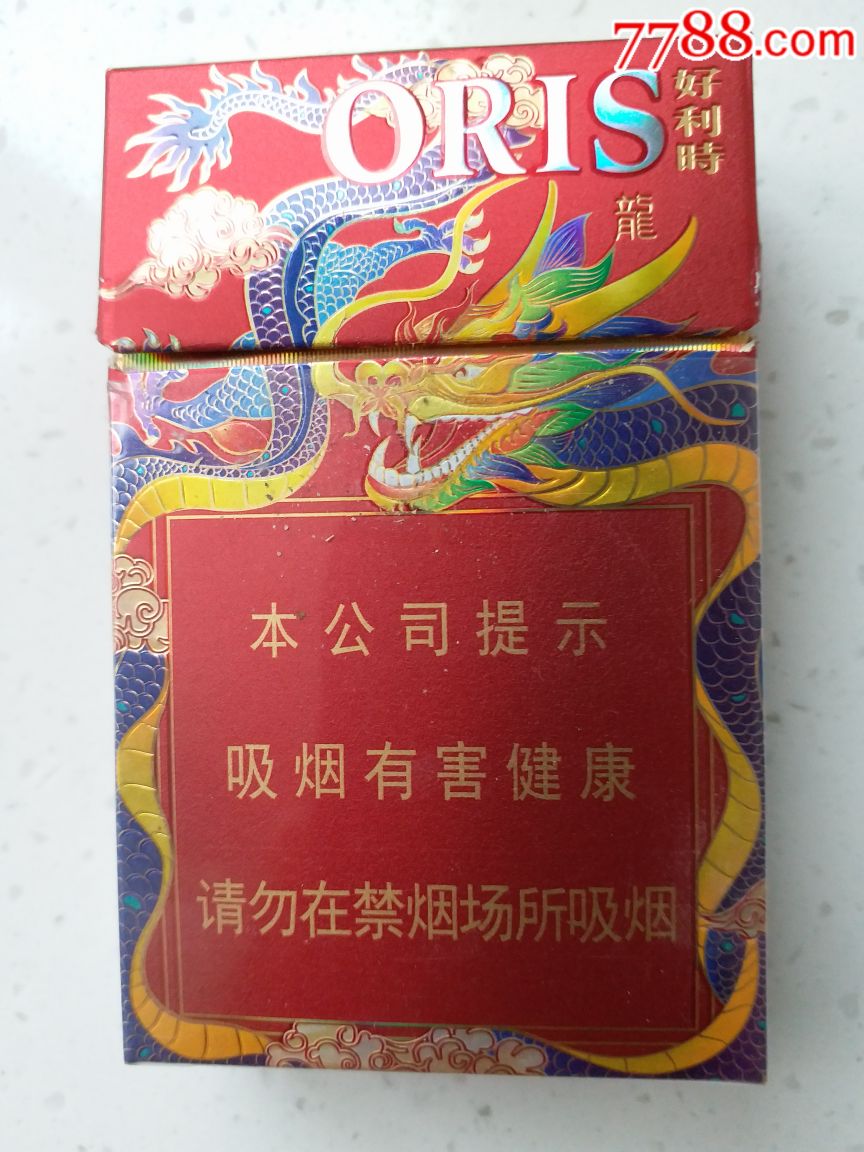 7788.com
ORIS
好利時
龍
本公司提示
吸烟有害健康
请勿在禁烟场所吸烟